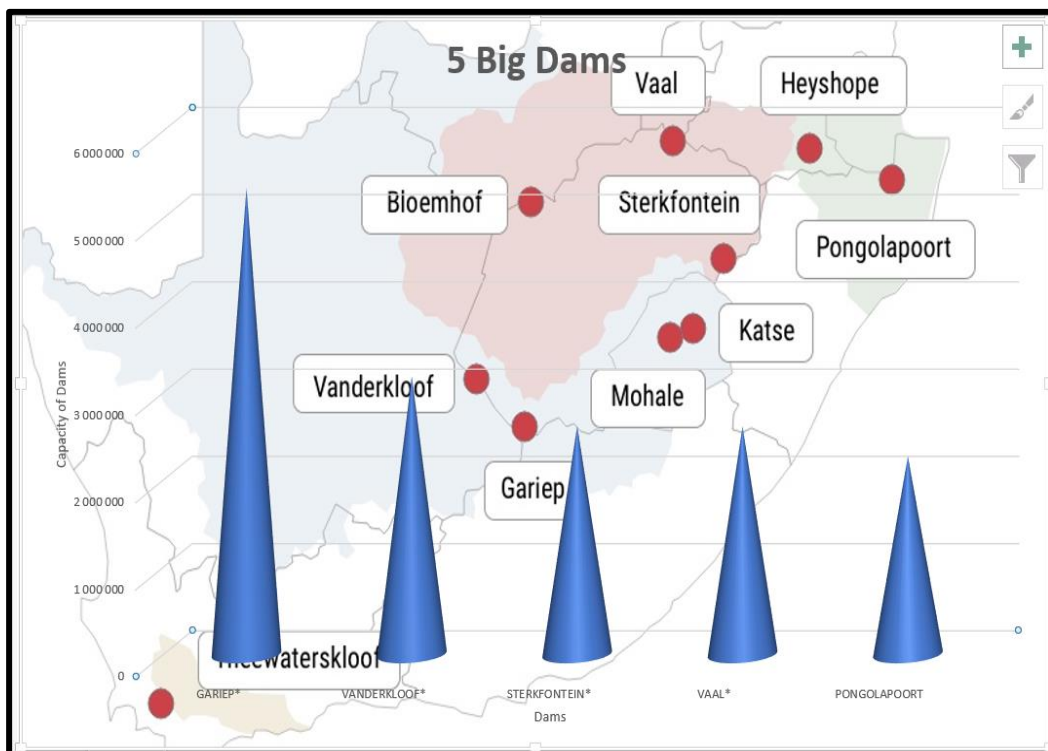 5 Big Dams
Vaal
Heyshope
6 000 000
Bloemhof
Sterkfontein
5 000 000
Pongolapoort
4 000 000
Katse
Vanderkloof
Mohale
Capacity of Dams
3 000 000
Gariep
2 000 000
1 000 000
Theewaterskloof
0
GARIEP*
VANDERKLOOF*
STERKFONTEIN*
VAAL*
PONGOLAPOORT
Dams